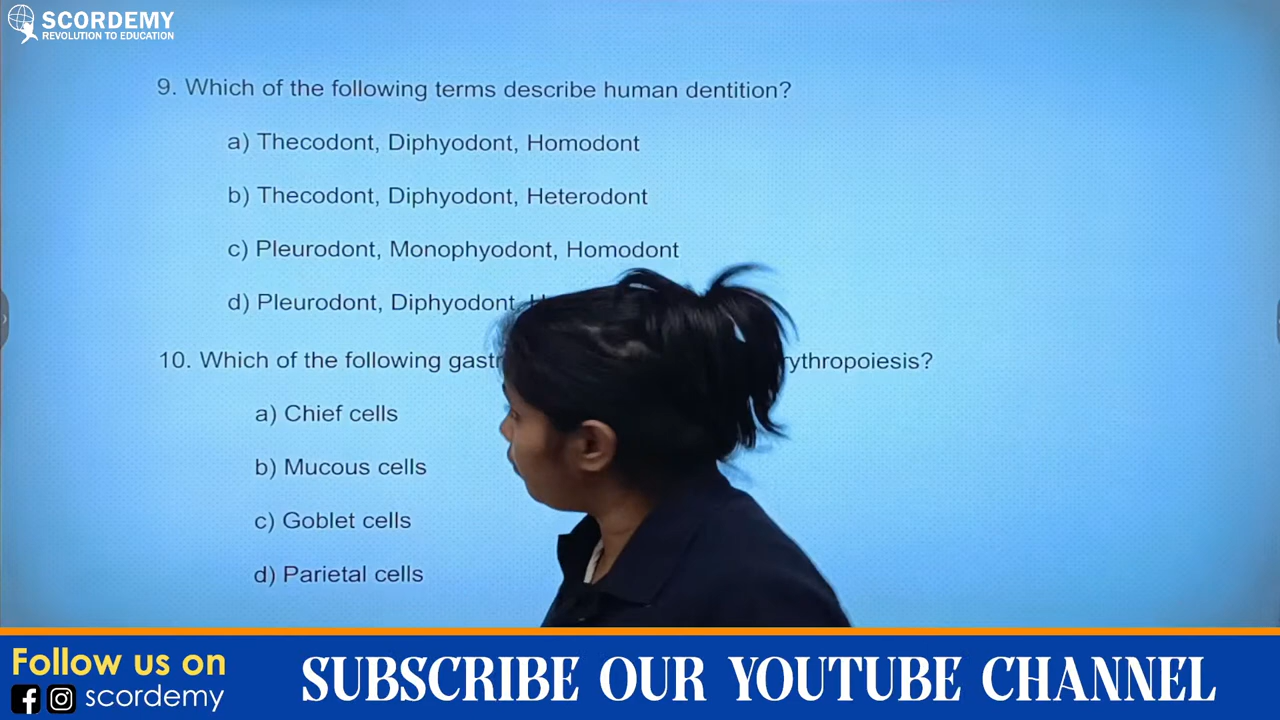 SCORDEMY
REVOLUTION TO EDUCATION
9. Which of the following terms describe human dentition?
a) Thecodont, Diphyodont, Homodont
b) Thecodont, Diphyodont, Heterodont
c) Pleurodont, Monophyodont, Homodont
d) Pleurodont, Diphyodont,
10. Which of the following
a) Chief cells
b) Mucous cells
c) Goblet cells
d) Parietal cells
Follow us on
scordemy
SUBSCRIBE OUR YOUTUBE CHANNEL